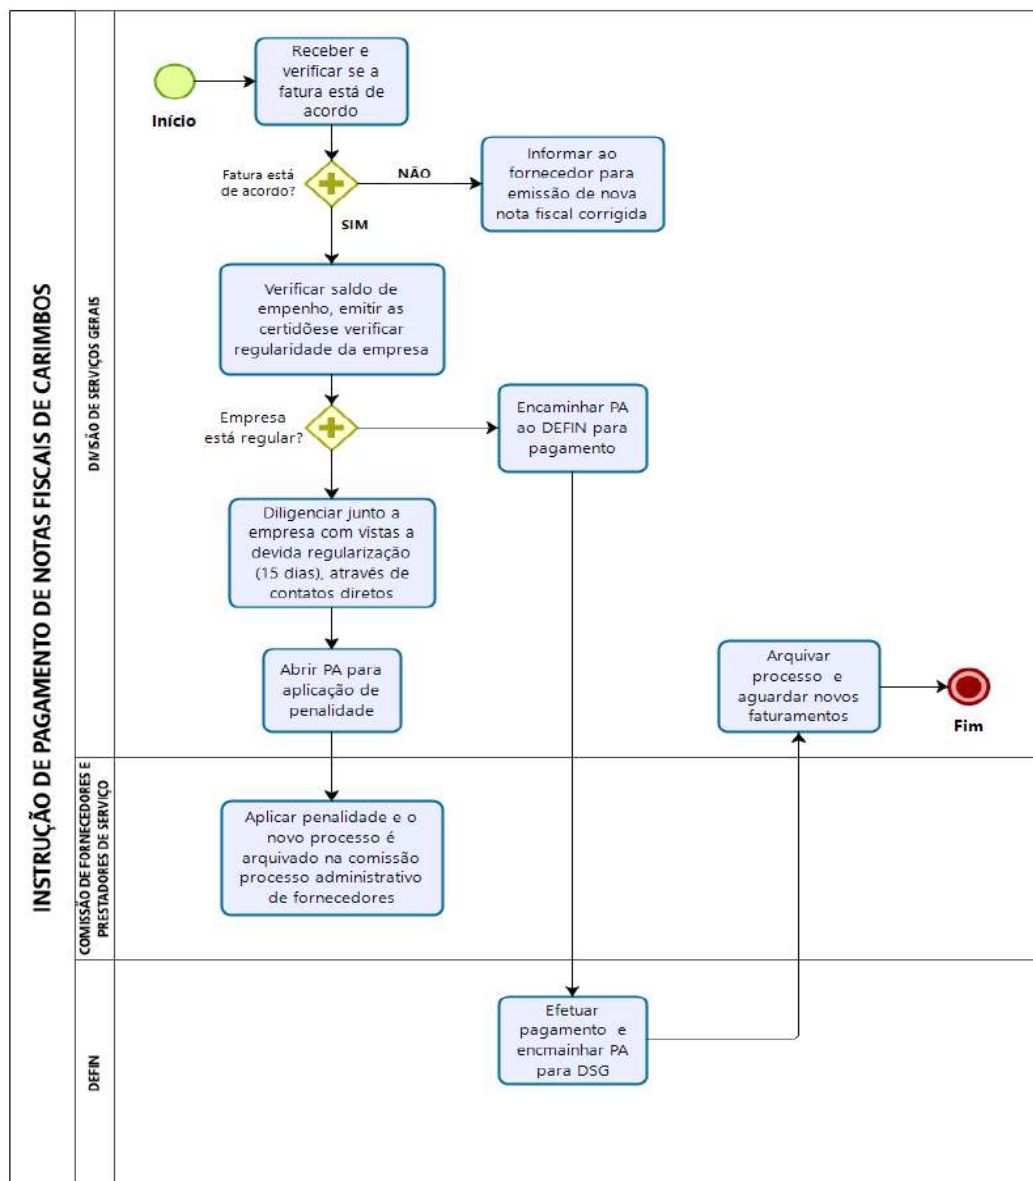 INSTRUÇÃO DE PAGAMENTO DE NOTAS FISCAIS DE CARIMBOS
DIVISÃO DE SERVIÇOS GERAIS
Início
Receber e
verificar se a
fatura está de
acordo
Fatura está
de acordo?
NÃO
Informar ao
fornecedor para
emissão de nova
nota fiscal corrigida
SIM
Verificar saldo de
empenho, emitir as
certidõese verificar
regularidade da empresa
Empresa
está regular?
Encaminhar PA
ao DEFIN para
pagamento
Diligenciar junto a
empresa com vistas a
devida regularização
(15 dias), através de
contatos diretos
Abrir PA para
aplicação de
penalidade
Arquivar
processo e
aguardar novos
faturamentos
Fim
COMISSÃO DE FORNECEDORES E
PRESTADORES DE SERVIÇO
Aplicar penalidade e o
novo processo é
arquivado na comissão
processo administrativo
de fornecedores
DEFIN
Efetuar
pagamento e
encmainhar PA
para DSG